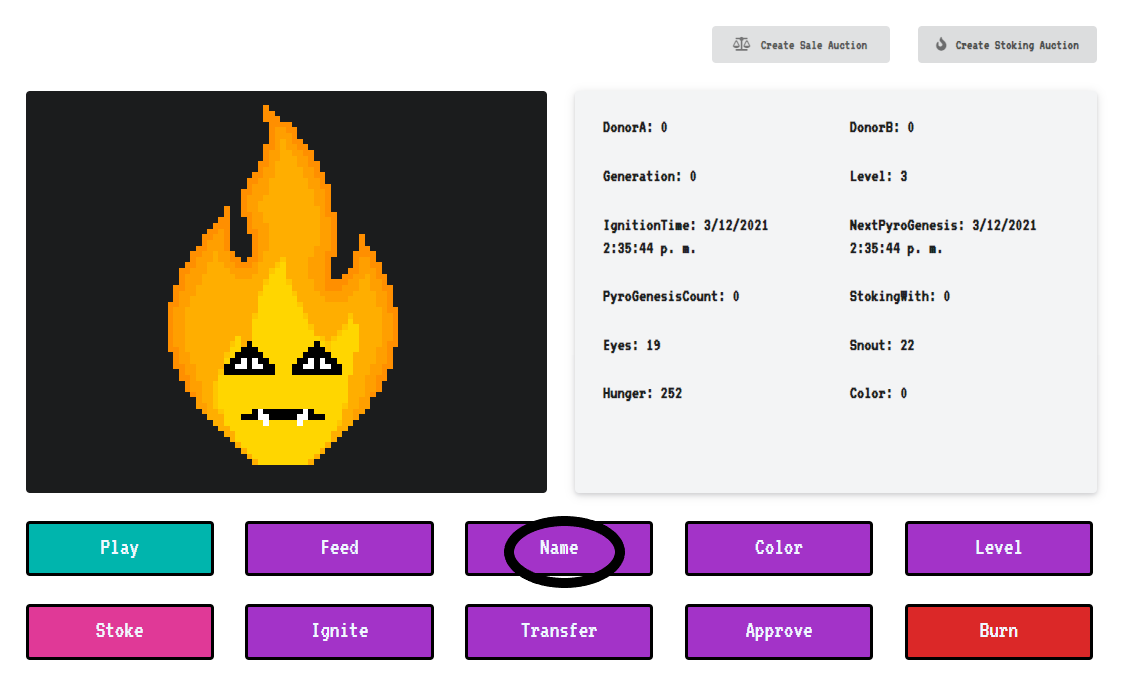 Create Sale Auction
Create Stoking Auction
DonorA: 0
DonorB: 0
Generation: 0
Level: 3
IgnitionTime: 3/12/2021
2:35:44 p. m.
NextPyroGenesis: 3/12/2021
2:35:44 p. m.
PyroGenesisCount: 0
StokingWith: 0
Eyes: 19
Snout: 22
Hunger: 252
Color: 0
Play
Feed
Name
Color
Level
Stoke
Ignite
Transfer
Approve
Burn